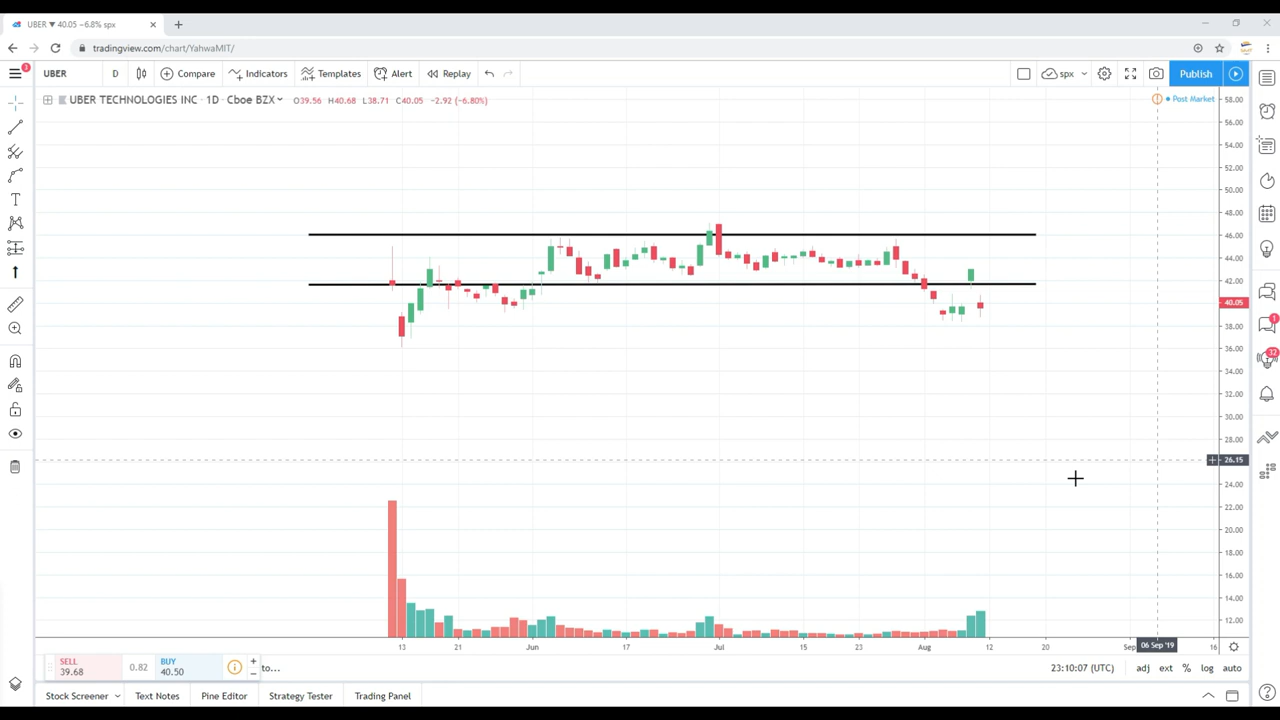 UBER ▼ 40.05 −6.8% spx
tradingview.com/chart/YahwaMIT/
3
UBER
D
Compare
Indicators
Templates
Alert
Replay
spx
Publish
UBER TECHNOLOGIES INC • 1D • Cboe BZX
O39.56 H40.68 L38.71 C40.05 −2.92 (−6.80%)
Post Market
58.00
56.00
54.00
52.00
50.00
48.00
46.00
44.00
42.00
40.05
38.00
36.00
34.00
32.00
30.00
28.00
26.15
24.00
22.00
20.00
18.00
16.00
14.00
12.00
1
32
13 21 Jun 17 Jul 15 23 Aug 12 20 Sep 06 Sep '19 16
SELL
39.68
0.82
BUY
40.50
to...
23:10:07 (UTC)
adj ext % log auto
Stock Screener Text Notes Pine Editor Strategy Tester Trading Panel